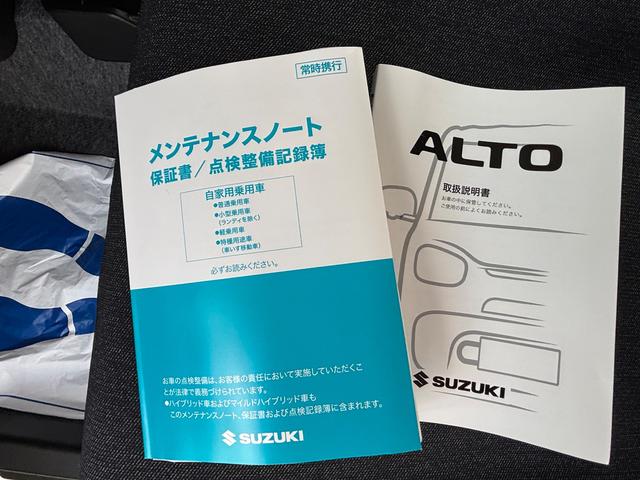 常時携行
メンテナンスノート
保証書/点検整備記録簿
自家用乗用車
●普通乗用車
●小型乗用車
(ランディを除く)
●軽乗用車
●特種用途車
(車いす移動車)
必ずお読みください。
お車の点検整備は、お客様の責任において実施していただくこ
とが法律で義務づけられています。
●ハイブリッド車およびマイルドハイブリッド車も
このメンテナンスノート、保証書および点検記録簿に含まれます。
SUZUKI
ALTO
取扱説明書
お車の中に保管してください。
ご使用の前によくお読みください。
SUZUKI